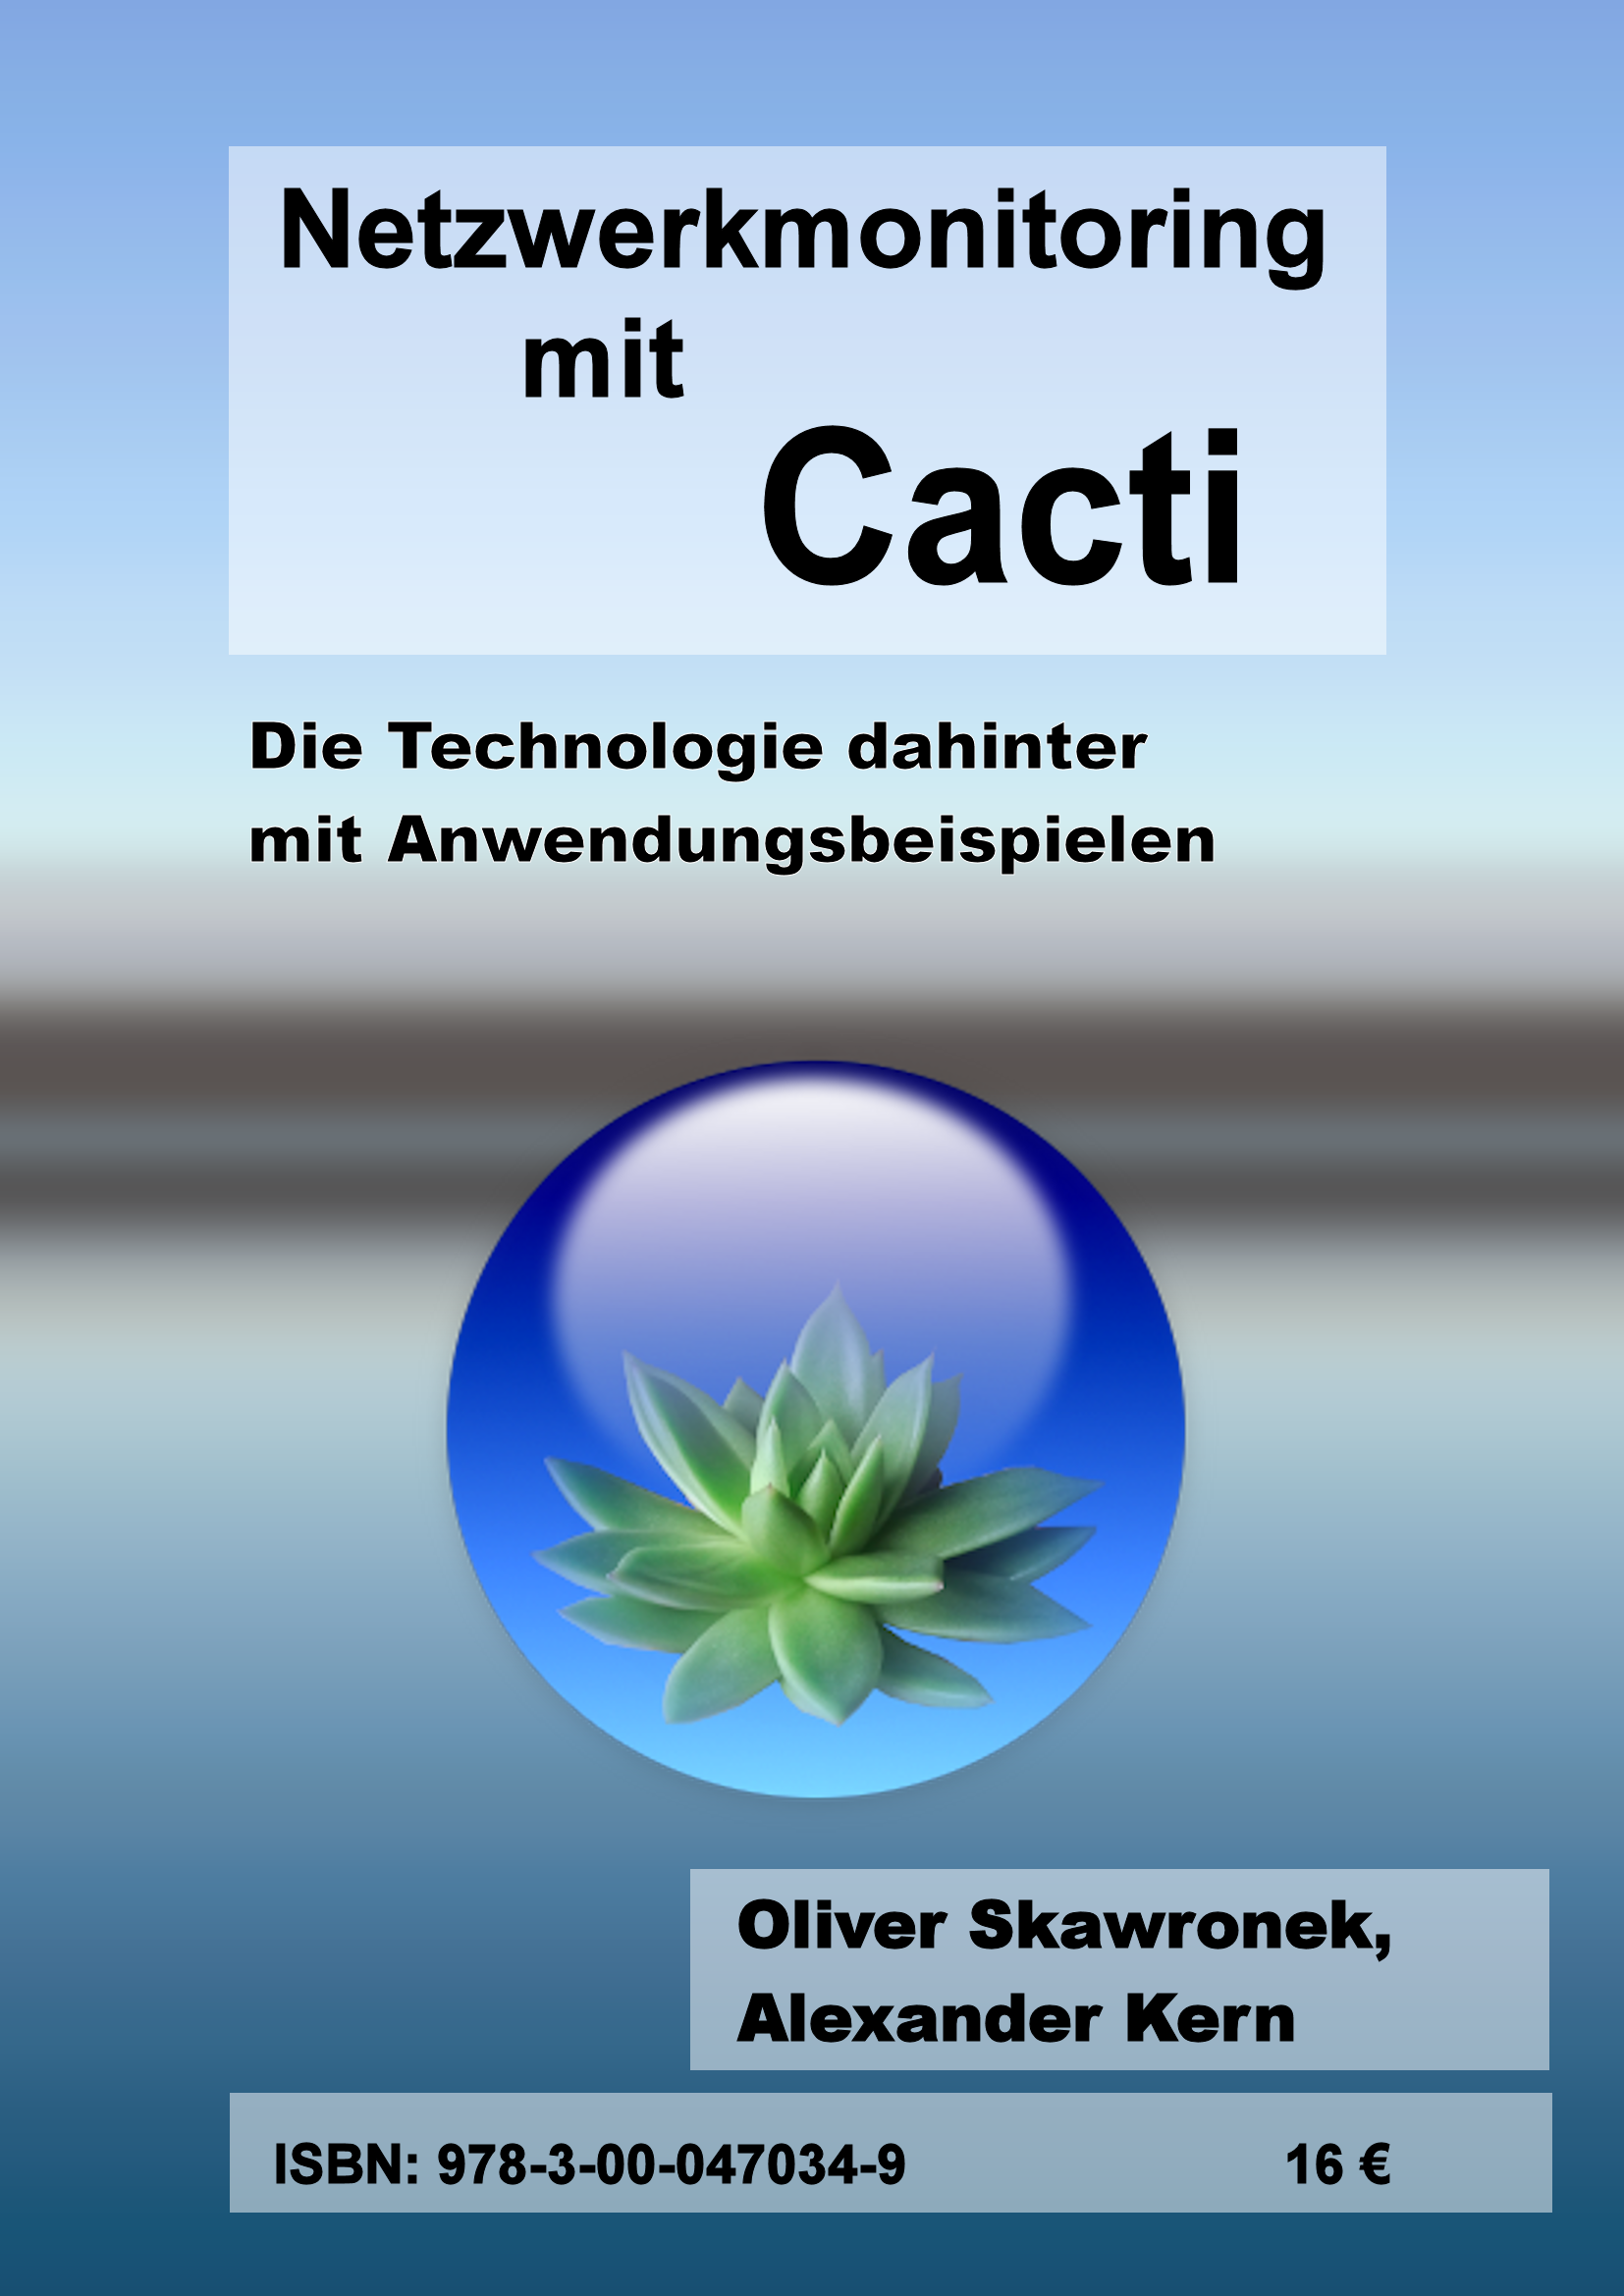 Netzwerkmonitoring
mit
Cacti
Die Technologie dahinter
mit Anwendungsbeispielen
Oliver Skawronek,
Alexander Kern
ISBN: 978-3-00-047034-9 16 €